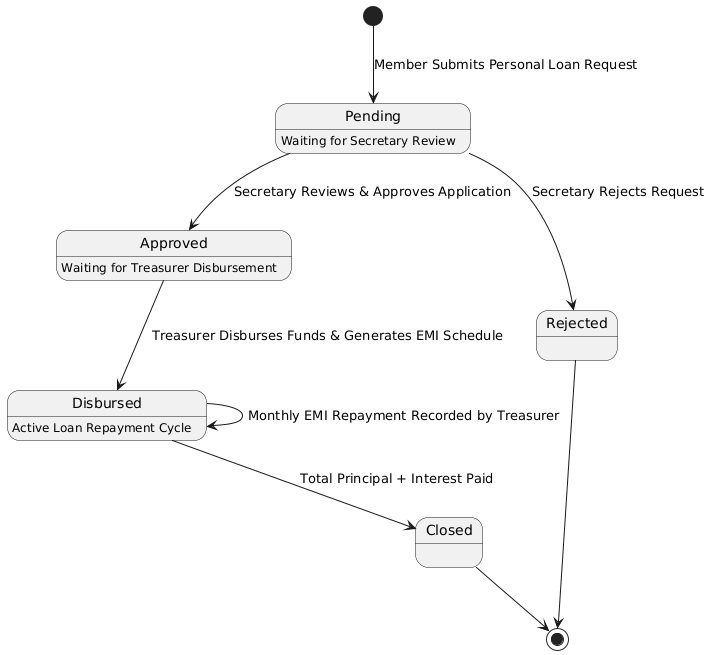 Member Submits Personal Loan Request
Pending
Waiting for Secretary Review
Secretary Reviews & Approves Application
Secretary Rejects Request
Approved
Waiting for Treasurer Disbursement
Rejected
Treasurer Disburses Funds & Generates EMI Schedule
Disbursed
Active Loan Repayment Cycle
Monthly EMI Repayment Recorded by Treasurer
Total Principal + Interest Paid
Closed